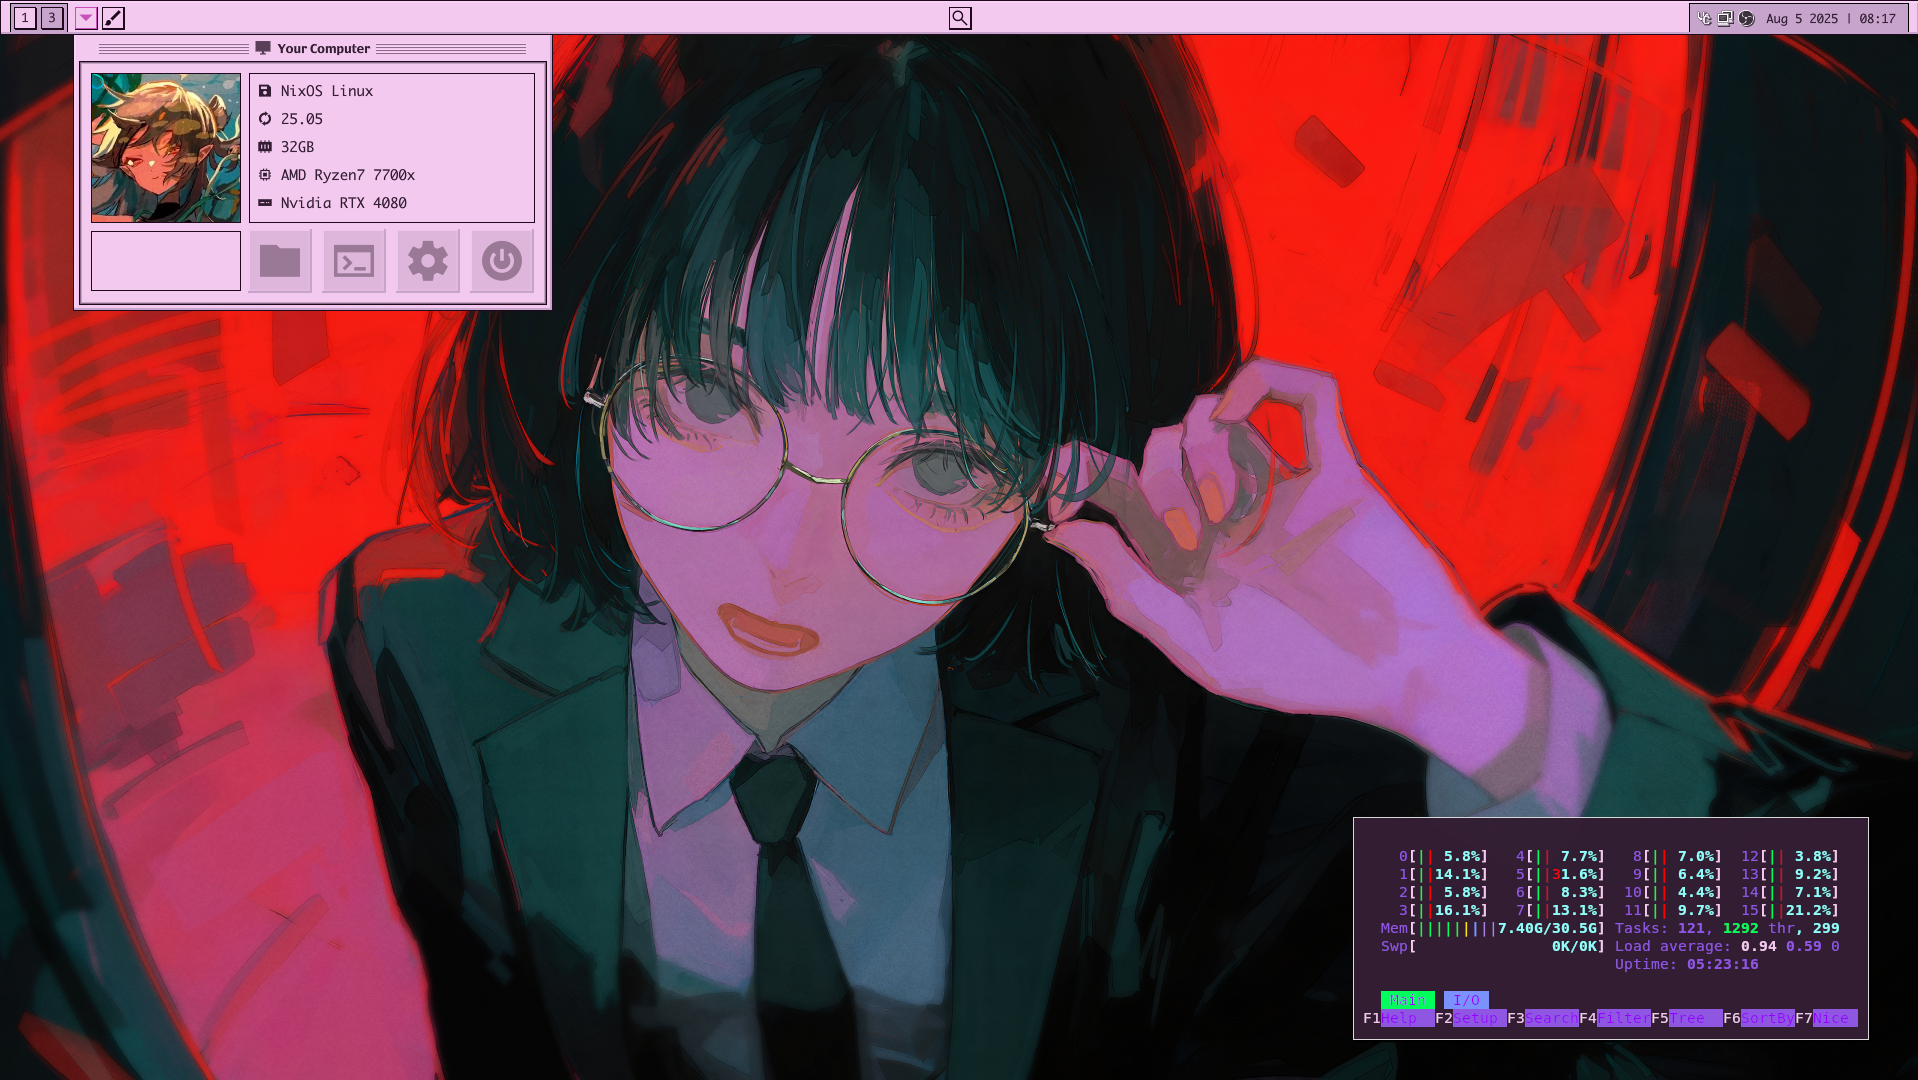 1 3
Aug 5 2025 | 08:17
Your Computer
NixOS Linux
25.05
32GB
AMD Ryzen7 7700x
Nvidia RTX 4080
0[|| 5.8%] 4[|| 7.7%] 8[|| 7.0%] 12[|| 3.8%]
1[||14.1%] 5[||31.6%] 9[|| 6.4%] 13[|| 9.2%]
2[|| 5.8%] 6[|| 8.3%] 10[|| 4.4%] 14[|| 7.1%]
3[||16.1%] 7[||13.1%] 11[|| 9.7%] 15[||21.2%]
Mem[|||||||||7.40G/30.5G] Tasks: 121, 1292 thr, 299
Swp[ 0K/0K] Load average: 0.94 0.59 0
Uptime: 05:23:16
Main I/O
F1Help F2Setup F3SearchF4FilterF5Tree F6SortByF7Nice